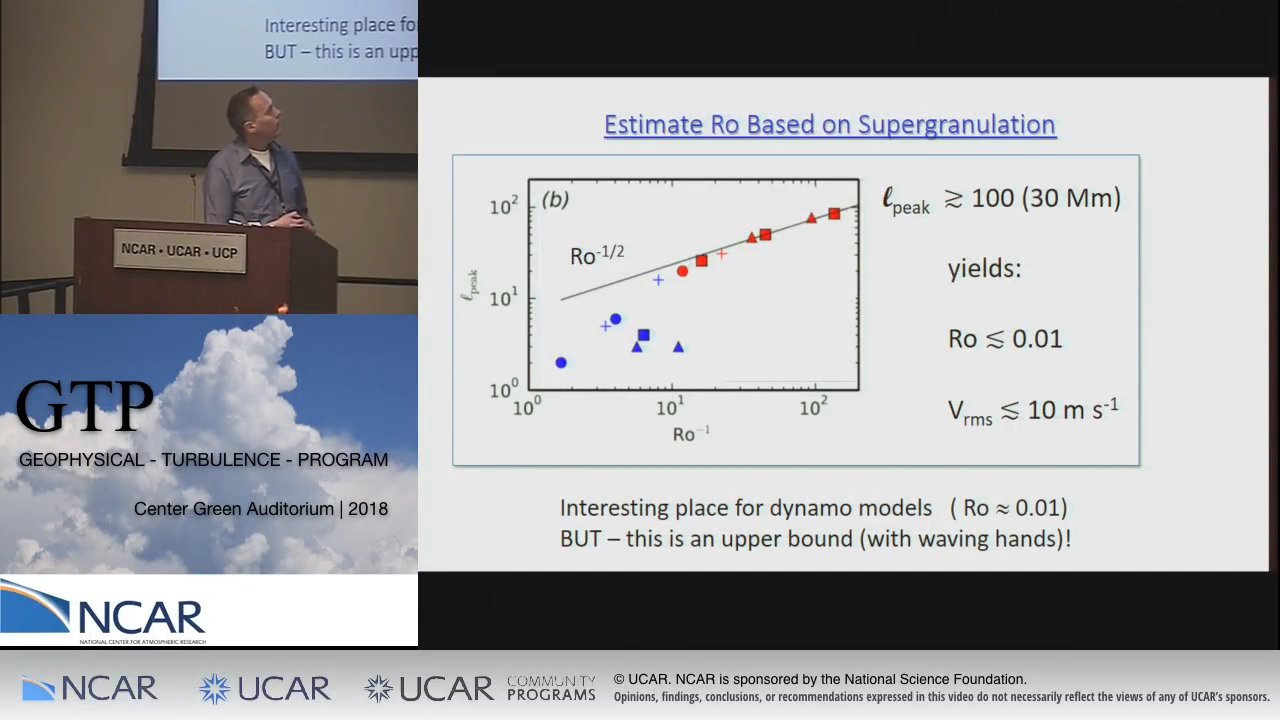 Interesting place fo
BUT – this is an upp
NCAR • UCAR • UCP
GTP
GEOPHYSICAL - TURBULENCE - PROGRAM
Center Green Auditorium | 2018
NCAR
NATIONAL CENTER FOR ATMOSPHERIC RESEARCH
Estimate Ro Based on Supergranulation
(b)
10²
10¹
10⁰
ℓpeak
Ro⁻¹/²
10⁰ 10¹ 10²
Ro⁻¹
ℓpeak ≳ 100 (30 Mm)
yields:
Ro ≲ 0.01
Vrms ≲ 10 m s⁻¹
Interesting place for dynamo models ( Ro ≈ 0.01)
BUT – this is an upper bound (with waving hands)!
NCAR
UCAR
UCAR
COMMUNITY
PROGRAMS
© UCAR. NCAR is sponsored by the National Science Foundation.
Opinions, findings, conclusions, or recommendations expressed in this video do not necessarily reflect the views of any of UCAR's sponsors.